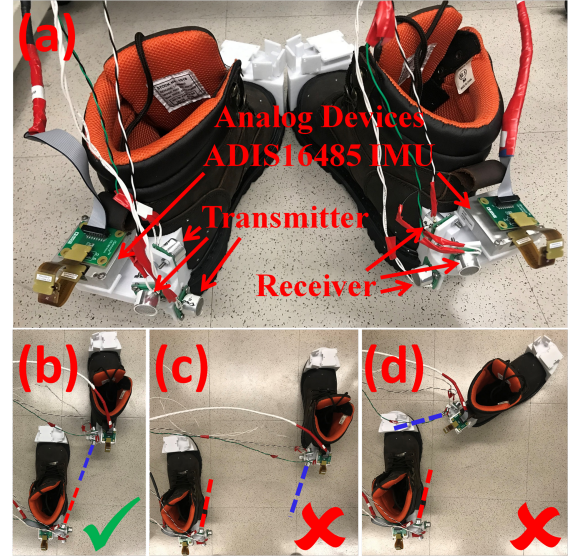 (a)
Analog Devices
ADIS16485 IMU
Transmitter
Receiver
(b)
(c)
(d)